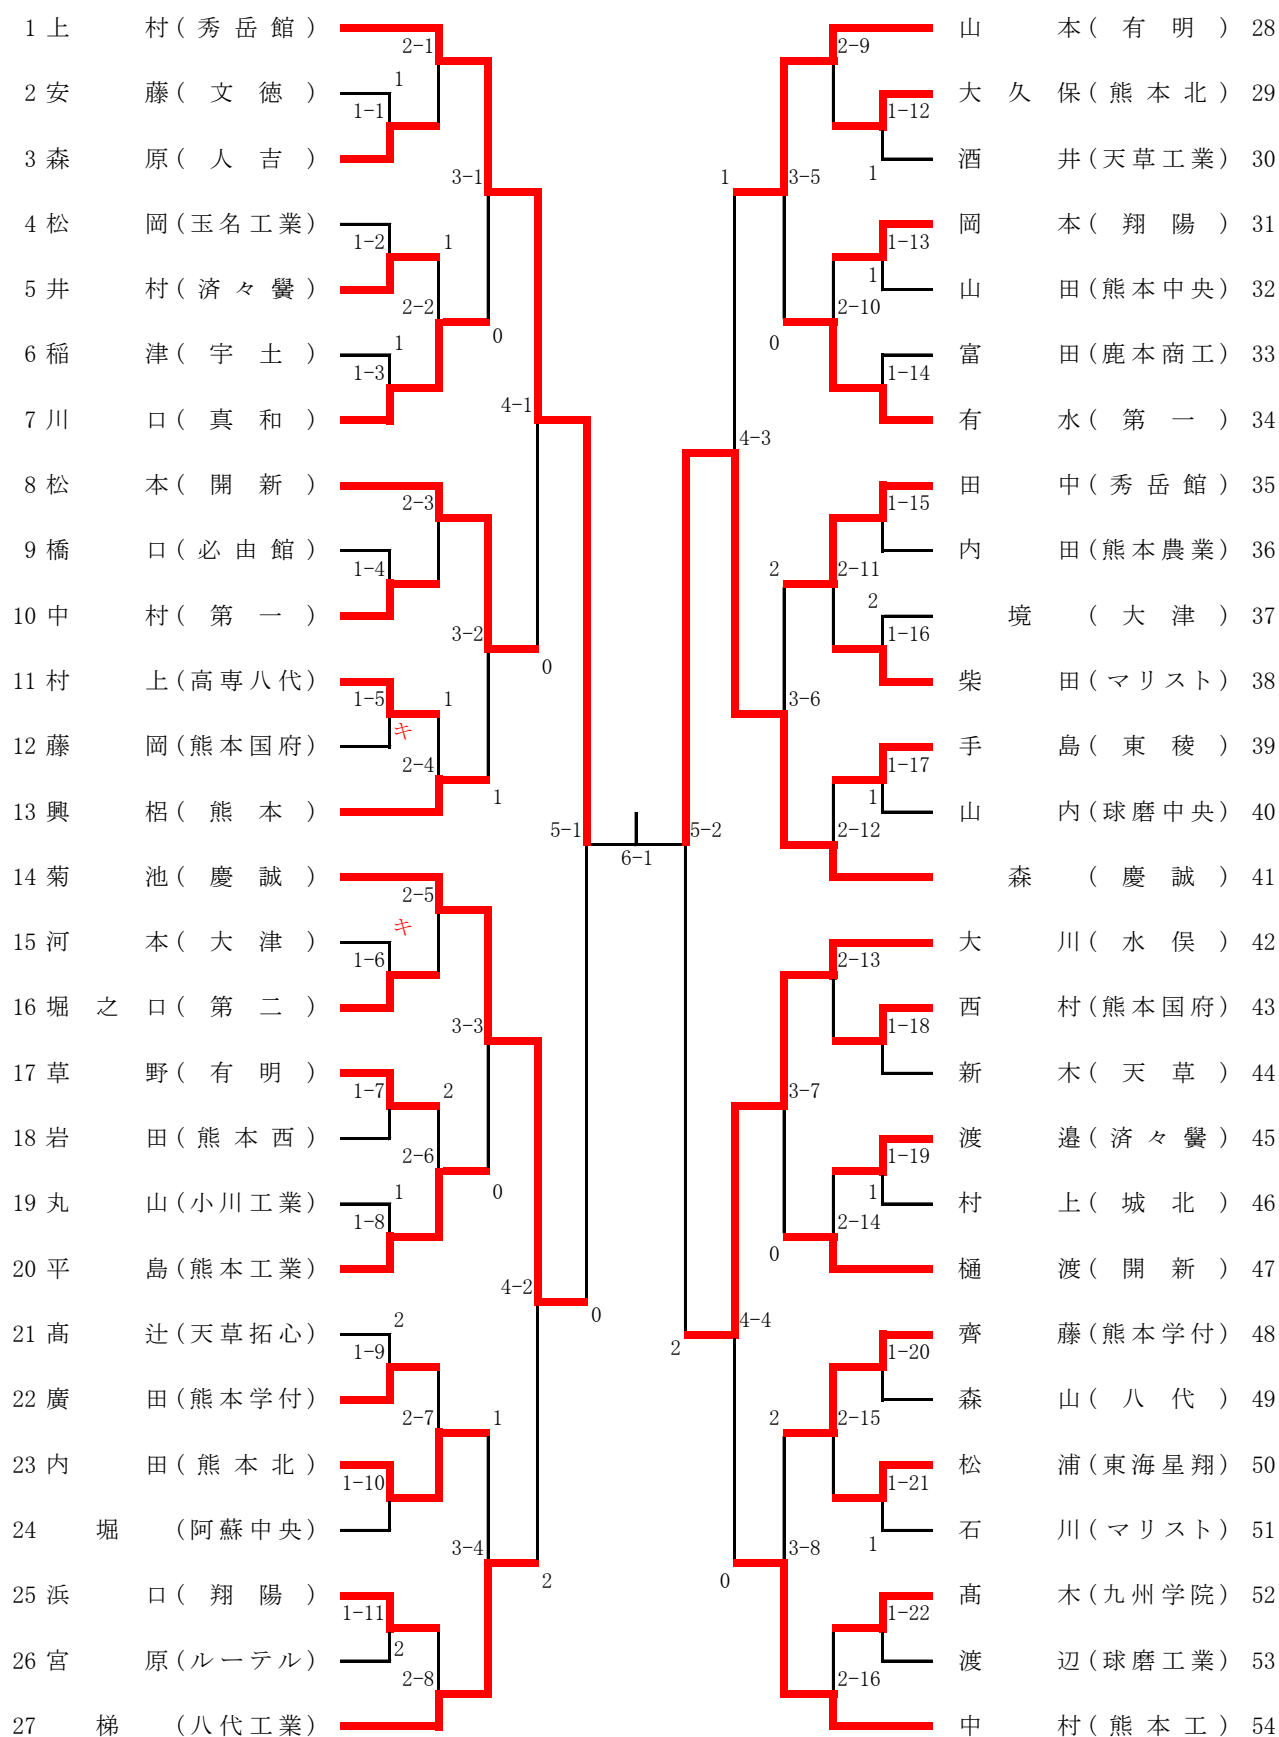 1 上村(秀岳館)
2 安藤(文徳)
3 森原(人吉)
4 松岡(玉名工業)
5 井村(済々黌)
6 稲津(宇土)
7 川口(真和)
8 松本(開新)
9 橋口(必由館)
10 中村(第一)
11 村上(高専八代)
12 藤岡(熊本国府)
13 興梠(熊本)
14 菊池(慶誠)
15 河本(大津)
16 堀之口(第二)
17 草野(有明)
18 岩田(熊本西)
19 丸山(小川工業)
20 平島(熊本工業)
21 髙辻(天草拓心)
22 廣田(熊本学付)
23 内田(熊本北)
24 堀(阿蘇中央)
25 浜口(翔陽)
26 宮原(ルーテル)
27 梯(八代工業)
2-1
1
1-1
3-1
1-2
1
2-2
1
1-3
0
4-1
2-3
1-4
3-2
0
1-5
1
キ
2-4
1
5-1
6-1
5-2
2-5
キ
1-6
3-3
1-7
2
2-6
1
1-8
0
4-2
0
2
1-9
2-7
1
1-10
3-4
2
1-11
2
2-8
2-9
1-12
1
1
3-5
1-13
1
2-10
0
1-14
4-3
1-15
2
2-11
2
1-16
3-6
1-17
1
2-12
2-13
1-18
3-7
1-19
1
2-14
0
4-4
2
1-20
2
2-15
1-21
1
3-8
0
1-22
2-16
山本(有明) 28
大久保(熊本北) 29
酒井(天草工業) 30
岡本(翔陽) 31
山田(熊本中央) 32
富田(鹿本商工) 33
有水(第一) 34
田中(秀岳館) 35
内田(熊本農業) 36
境(大津) 37
柴田(マリスト) 38
手島(東稜) 39
山内(球磨中央) 40
森(慶誠) 41
大川(水俣) 42
西村(熊本国府) 43
新木(天草) 44
渡邉(済々黌) 45
村上(城北) 46
樋渡(開新) 47
齊藤(熊本学付) 48
森山(八代) 49
松浦(東海星翔) 50
石川(マリスト) 51
髙木(九州学院) 52
渡辺(球磨工業) 53
中村(熊本工) 54